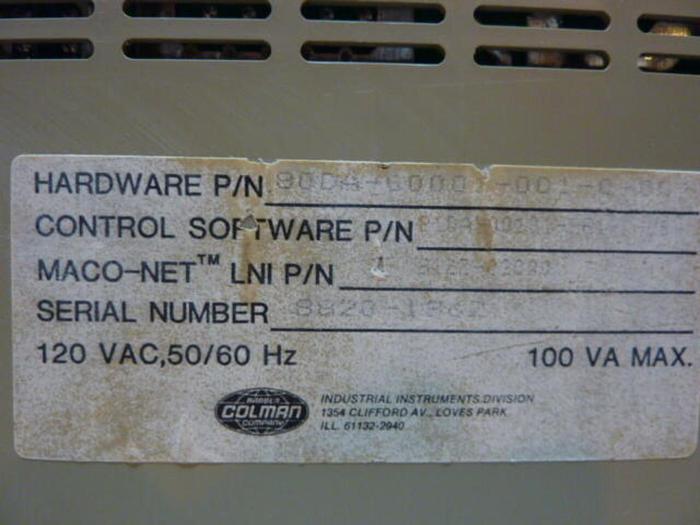 HARDWARE P/N
CONTROL SOFTWARE P/N
MACO-NET™ LNI P/N
SERIAL NUMBER
120 VAC,50/60 Hz 100 VA MAX.
BARBER
COLMAN
COMPANY
INDUSTRIAL INSTRUMENTS DIVISION
1354 CLIFFORD AV., LOVES PARK
ILL. 61132-2940